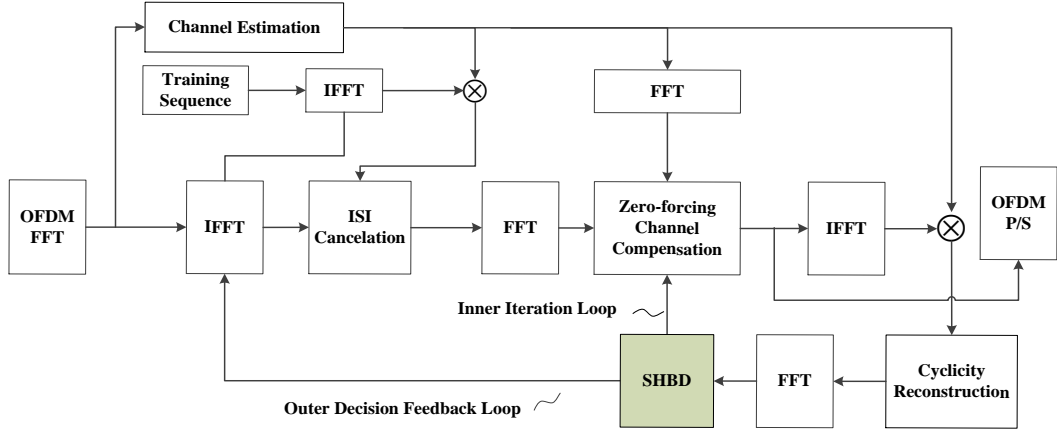 Channel Estimation
Training
Sequence
IFFT
FFT
OFDM
FFT
IFFT
ISI
Cancelation
FFT
Zero-forcing
Channel
Compensation
IFFT
OFDM
P/S
Inner Iteration Loop
SHBD
FFT
Cyclicity
Reconstruction
Outer Decision Feedback Loop